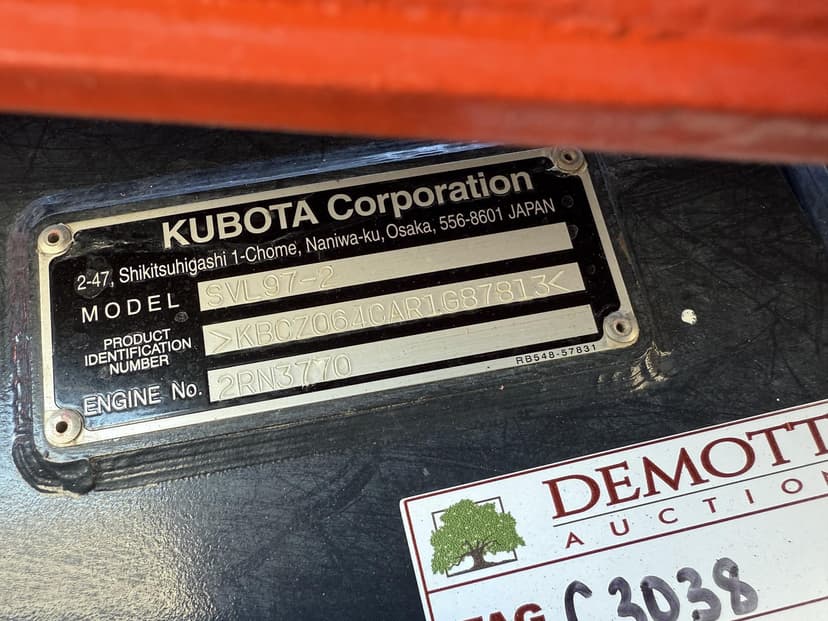 KUBOTA Corporation
2-47, Shikitsuhigashi 1-Chome, Naniwa-ku, Osaka, 556-8601 JAPAN
MODEL SVL97-2
PRODUCT IDENTIFICATION NUMBER >KBCZ064CAR1G87813<
ENGINE No. 2RN3770
RB548-57831
DEMOTT
AUCTION
TAG C3038